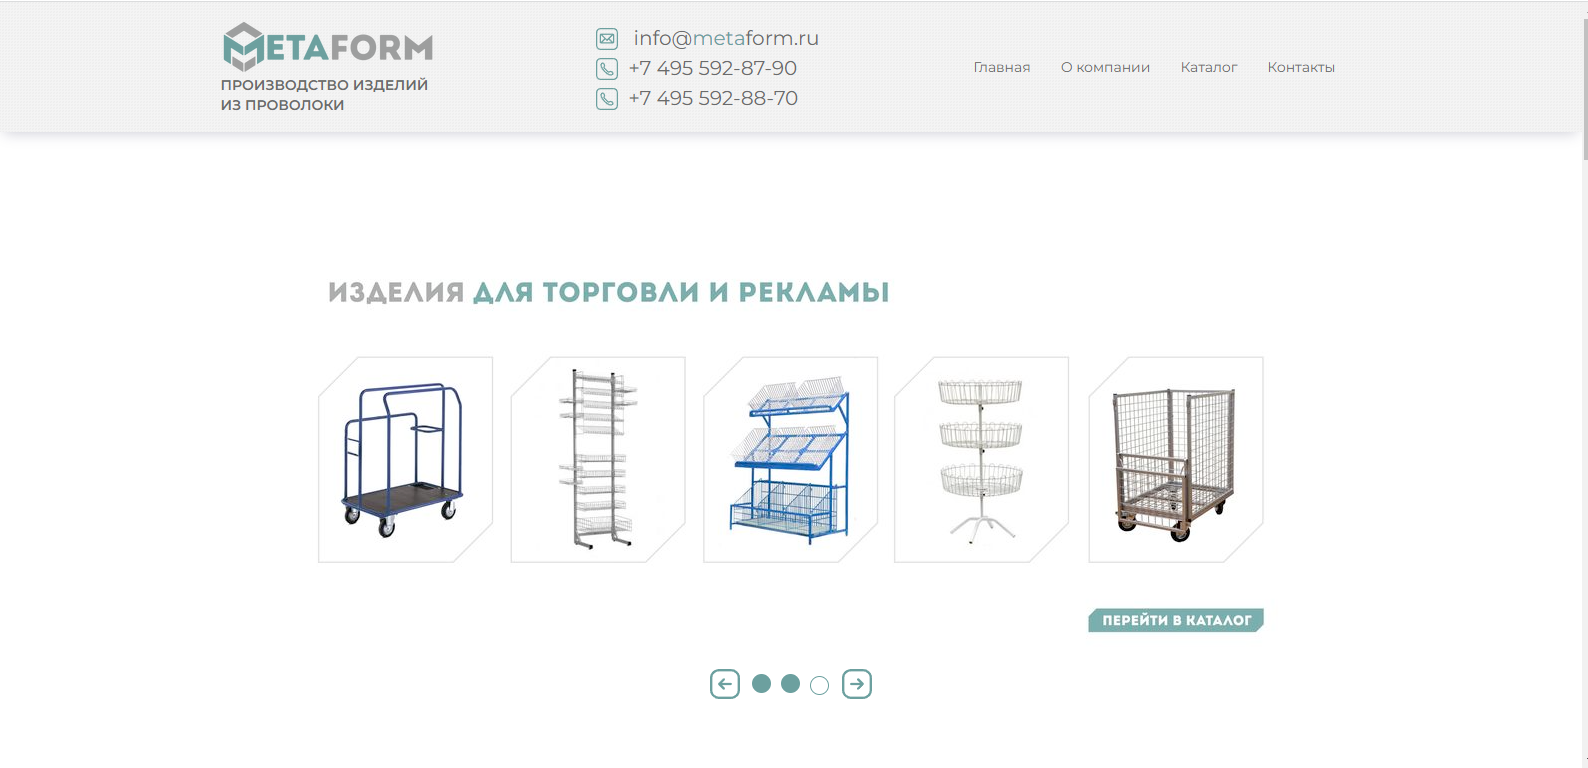 METAFORM
ПРОИЗВОДСТВО ИЗДЕЛИЙ
ИЗ ПРОВОЛОКИ
info@metaform.ru
+7 495 592-87-90
+7 495 592-88-70
Главная О компании Каталог Контакты
ИЗДЕЛИЯ ДЛЯ ТОРГОВЛИ И РЕКЛАМЫ
ПЕРЕЙТИ В КАТАЛОГ